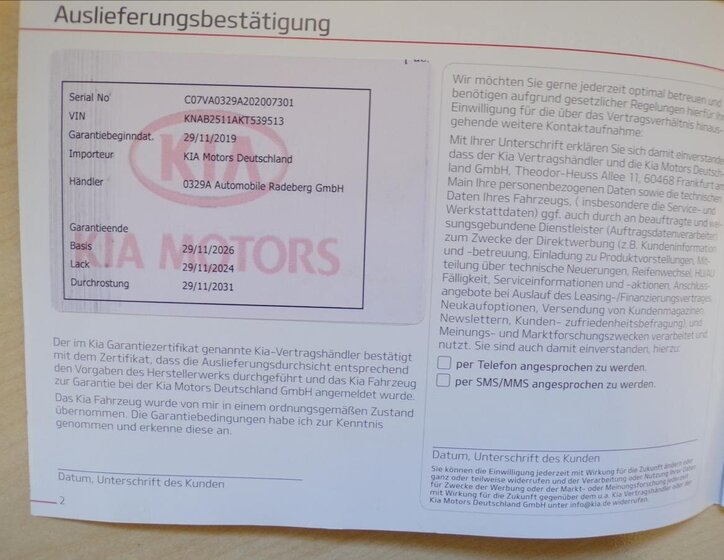 Auslieferungsbestätigung
Serial No C07VA0329A202007301
VIN KNAB2511AKT539513
Garantiebeginndat. 29/11/2019
Importeur KIA Motors Deutschland
Händler 0329A Automobile Radeberg GmbH
Garantieende
Basis 29/11/2026
Lack 29/11/2024
Durchrostung 29/11/2031
KIA
KIA MOTORS
Der im Kia Garantiezertifikat genannte Kia-Vertragshändler bestätigt
mit dem Zertifikat, dass die Auslieferungsdurchsicht entsprechend
den Vorgaben des Herstellerwerks durchgeführt und das Kia Fahrzeug
zur Garantie bei der Kia Motors Deutschland GmbH angemeldet wurde.
Das Kia Fahrzeug wurde von mir in einem ordnungsgemäßen Zustand
übernommen. Die Garantiebedingungen habe ich zur Kenntnis
genommen und erkenne diese an.
Datum, Unterschrift des Kunden
2
Wir möchten Sie gerne jederzeit optimal betreuen und
benötigen aufgrund gesetzlicher Regelungen hierfür Ihre
Einwilligung für die über das Vertragsverhältnis hinaus-
gehende weitere Kontaktaufnahme:
Mit Ihrer Unterschrift erklären Sie sich damit einverstanden
dass der Kia Vertragshändler und die Kia Motors Deutsch-
land GmbH, Theodor-Heuss Allee 11, 60468 Frankfurt am
Main Ihre personenbezogenen Daten sowie die technischen
Daten Ihres Fahrzeugs, ( insbesondere die Service- und
Werkstattdaten) ggf. auch durch an beauftragte und wei-
sungsgebundene Dienstleister (Auftragsdatenverarbeiter)
zum Zwecke der Direktwerbung (z.B. Kundeninformation
und -betreuung, Einladung zu Produktvorstellungen, Mit-
teilung über technische Neuerungen, Reifenwechsel, HU/AU
Fälligkeit, Serviceinformationen und -aktionen, Anschluss-
angebote bei Auslauf des Leasing-/Finanzierungsvertrages,
Neukaufoptionen, Versendung von Kundenmagazinen,
Newslettern, Kunden- zufriedenheitsbefragung) und
Meinungs- und Marktforschungszwecken verarbeitet und
nutzt. Sie sind auch damit einverstanden, hierzu:
per Telefon angesprochen zu werden.
per SMS/MMS angesprochen zu werden.
Datum, Unterschrift des Kunden
Sie können die Einwilligung jederzeit mit Wirkung für die Zukunft ändern oder
ganz oder teilweise widerrufen und der Verarbeitung oder Nutzung Ihrer Daten
für Zwecke der Werbung oder der Markt- oder Meinungsforschung jederzeit
mit Wirkung für die Zukunft gegenüber dem u.a. Kia Vertragshändler oder der
Kia Motors Deutschland GmbH unter info@kia.de widerrufen.